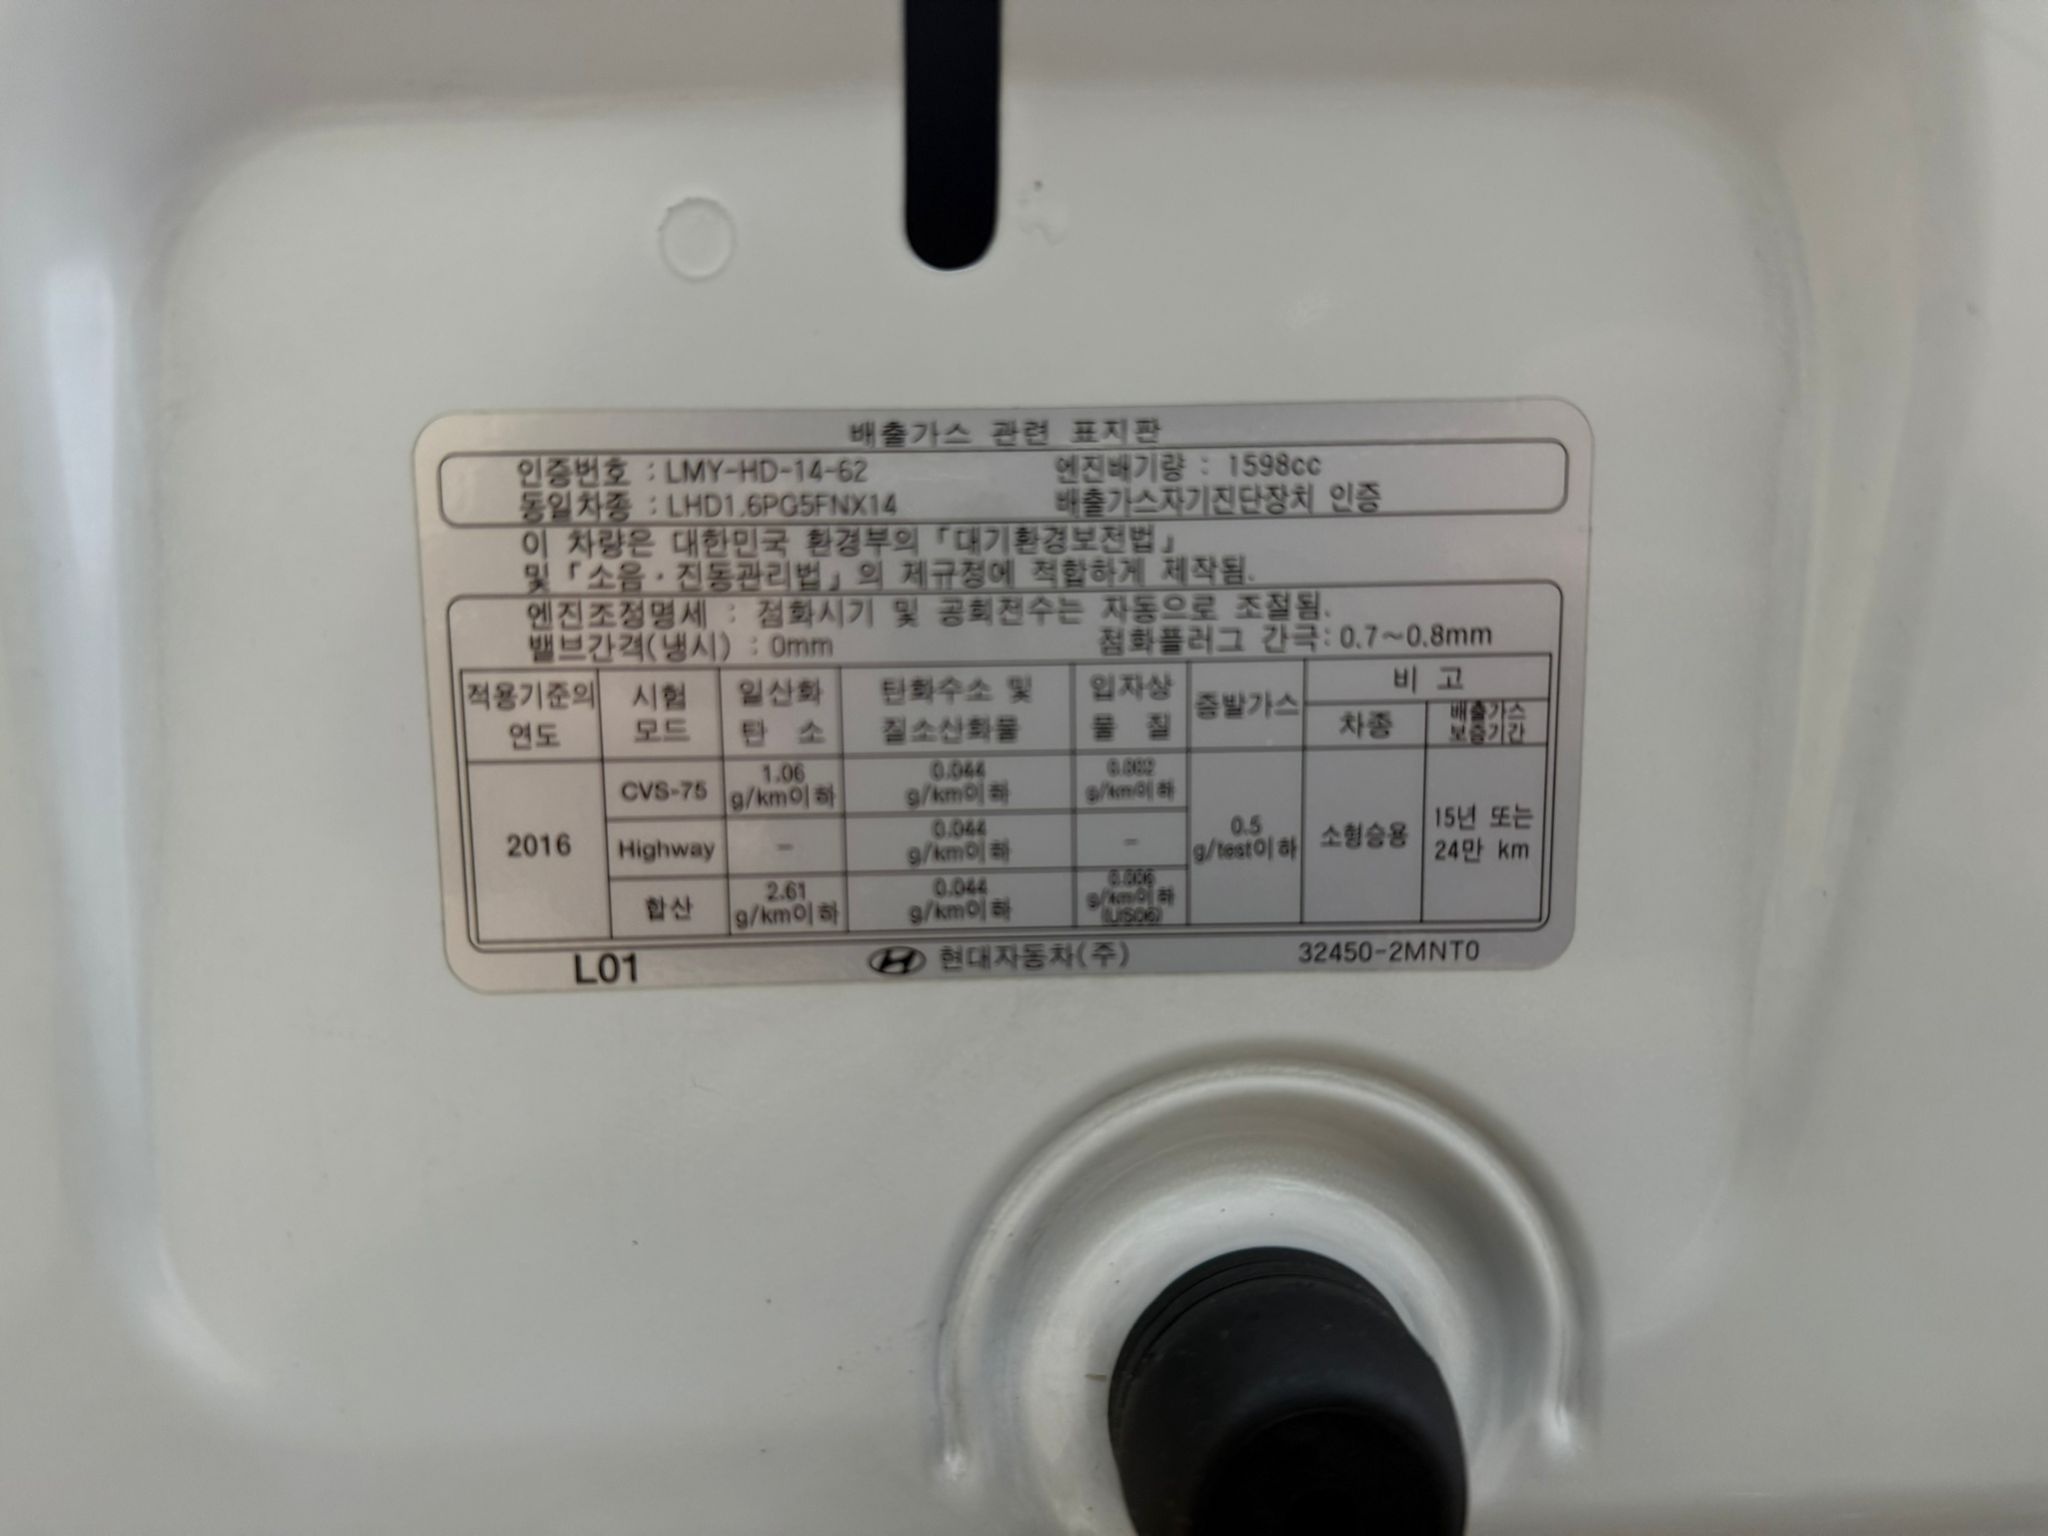 배출가스 관련 표지판
인증번호 : LMY-HD-14-62 엔진배기량 : 1598cc
동일차종 : LHD1.6PG5FNX14 배출가스자기진단장치 인증
이 차량은 대한민국 환경부의 「대기환경보전법」
및 「소음·진동관리법」의 제규정에 적합하게 제작됨.
엔진조정명세 : 점화시기 및 공회전수는 자동으로 조절됨.
밸브간격(냉시) : 0mm 점화플러그 간극: 0.7~0.8mm
적용기준의 연도 시험 모드 일산화 탄 소 탄화수소 및 질소산화물 입자상 물 질 증발가스 비 고
차종 배출가스 보증기간
2016 CVS-75 1.06 g/km이하 0.044 g/km이하 0.002 g/km이하 0.5 g/test이하 소형승용 15년 또는 24만 km
Highway - 0.044 g/km이하 -
합산 2.61 g/km이하 0.044 g/km이하 0.006 g/km이하 (US06)
L01 현대자동차(주) 32450-2MNT0